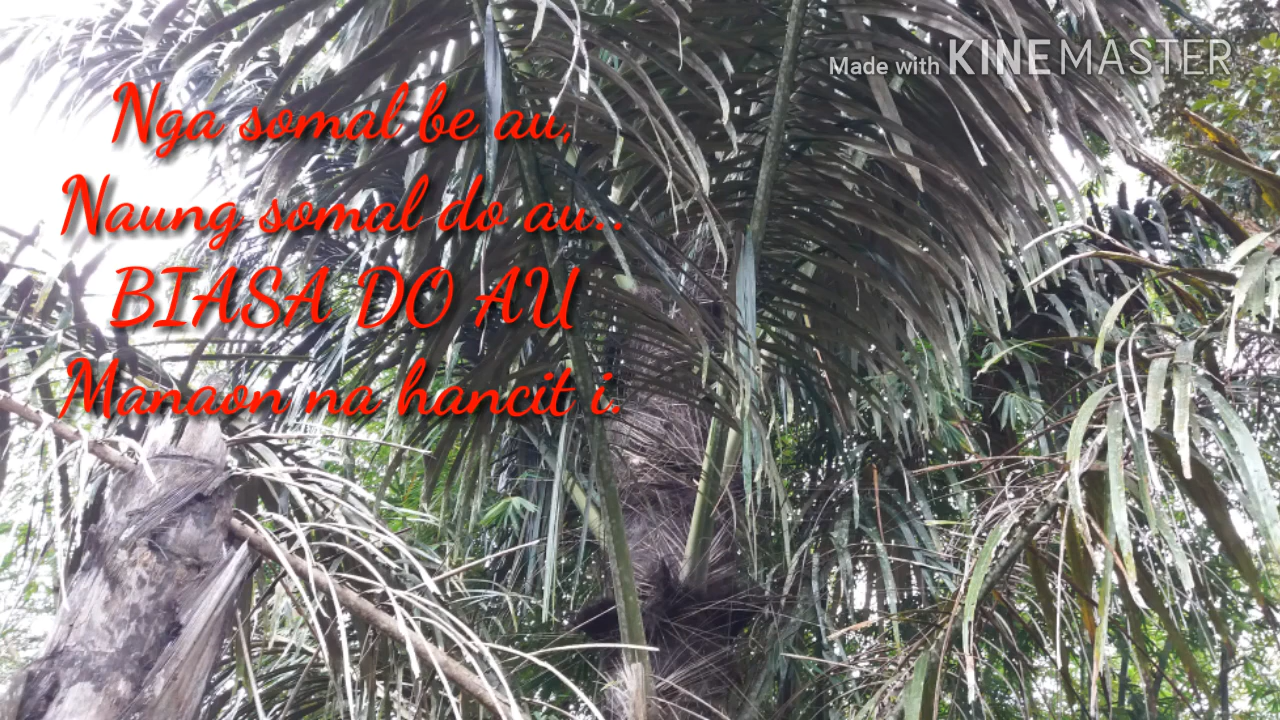 Made with KINEMASTER
Nga somal be au,
Naung somal do au..
BIASA DO AU
Manaon na hancit i.